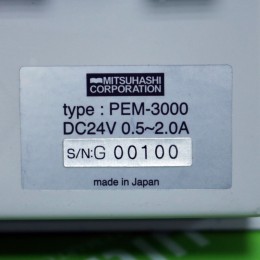 MITSUHASHI
CORPORATION
type : PEM-3000
DC24V 0.5~2.0A
S/N:G 00100
made in Japan